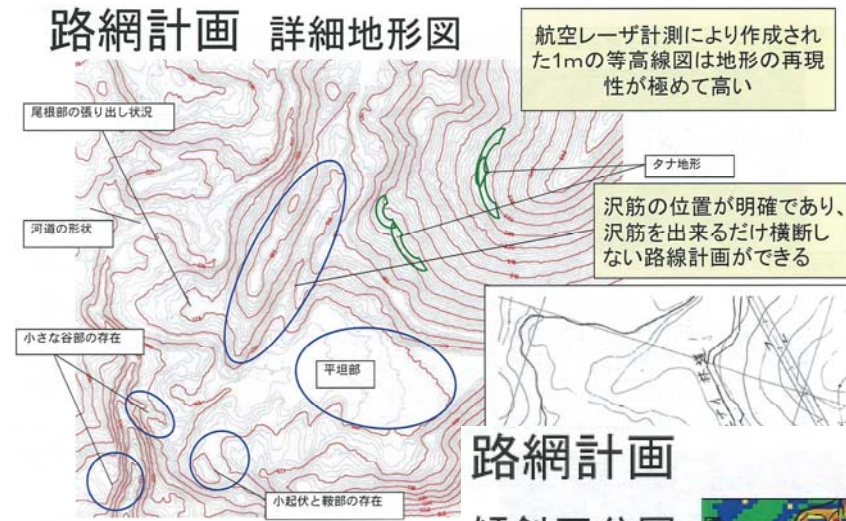 路網計画 詳細地形図
航空レーザ計測により作成され
た1mの等高線図は地形の再現
性が極めて高い
尾根部の張り出し状況
タナ地形
沢筋の位置が明確であり、
沢筋を出来るだけ横断し
ない路線計画ができる
河道の形状
小さな谷部の存在
平坦部
小起伏と鞍部の存在
路網計画